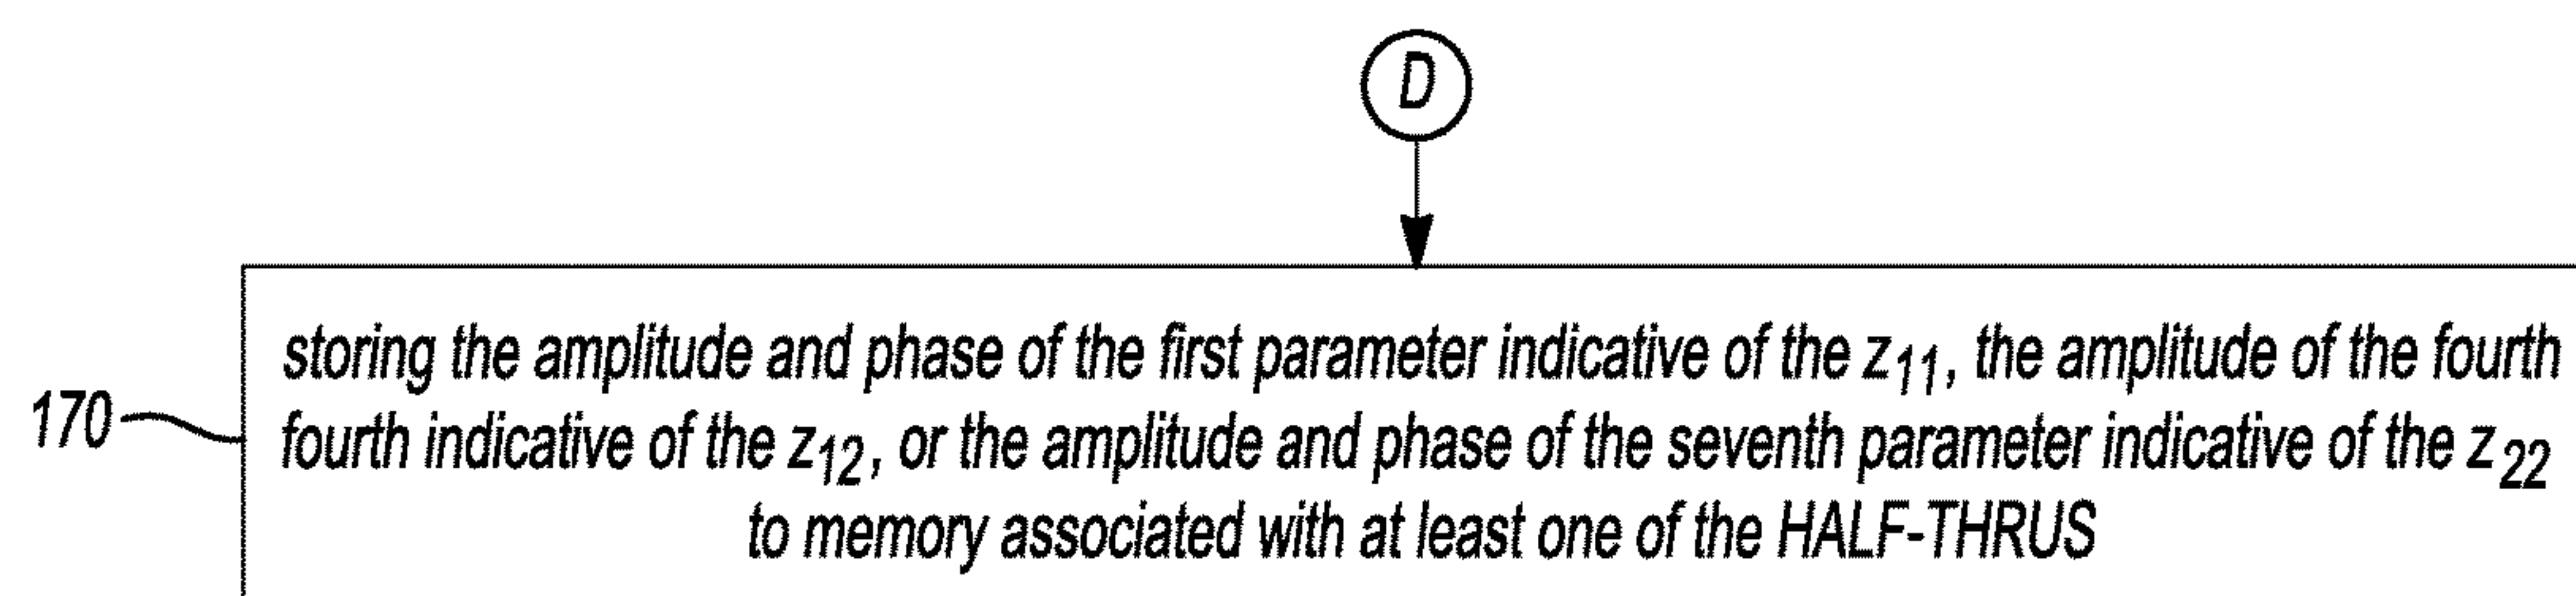 D
storing the amplitude and phase of the first parameter indicative of the z11, the amplitude of the fourth
170
fourth indicative of the z12, or the amplitude and phase of the seventh parameter indicative of the z22
to memory associated with at least one of the HALF-THRUS